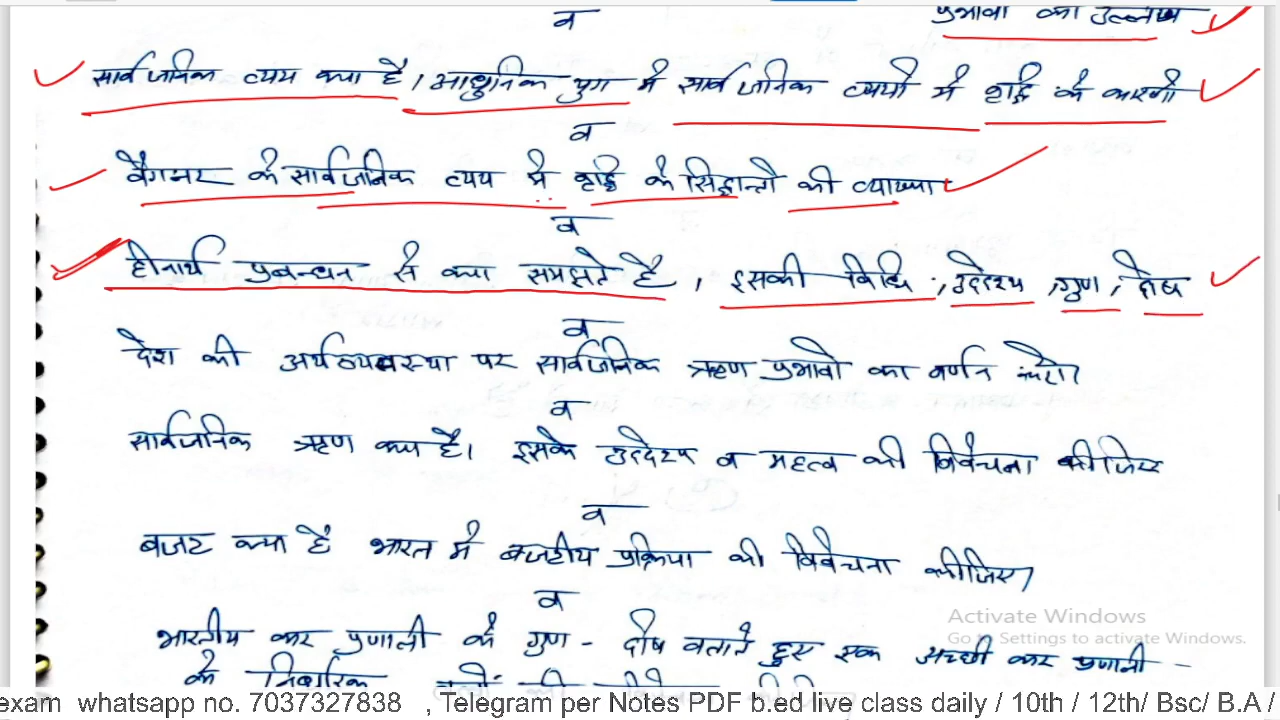 व
प्रभावो का उल्लेख
सार्वजनिक व्यय क्या है, आधुनिक युग में सार्वजनिक व्ययो में वृद्धि के कारणो
व
वैगनर के सार्वजनिक व्यय में वृद्धि के सिद्धान्तो की व्याख्या
व
हीनार्थ प्रबन्धन से क्या समझते है, इसकी विधि, उद्देश्य, गुण, दोष
व
देश की अर्थव्यवस्था पर सार्वजनिक ऋण प्रभावो का वर्णन करो।
व
सार्वजनिक ऋण क्या है। इसके उद्देश्य व महत्व की विवेचना कीजिए
व
बजट क्या है भारत में बजटीय प्रक्रिया की विवेचना कीजिए।
व
भारतीय कर प्रणाली के गुण - दोष बताते हुए एक अच्छी कर प्रणाली -
के निर्धारक
Activate Windows
Go to Settings to activate Windows.
exam whatsapp no. 7037327838 , Telegram per Notes PDF b.ed live class daily / 10th / 12th/ Bsc/ B.A /